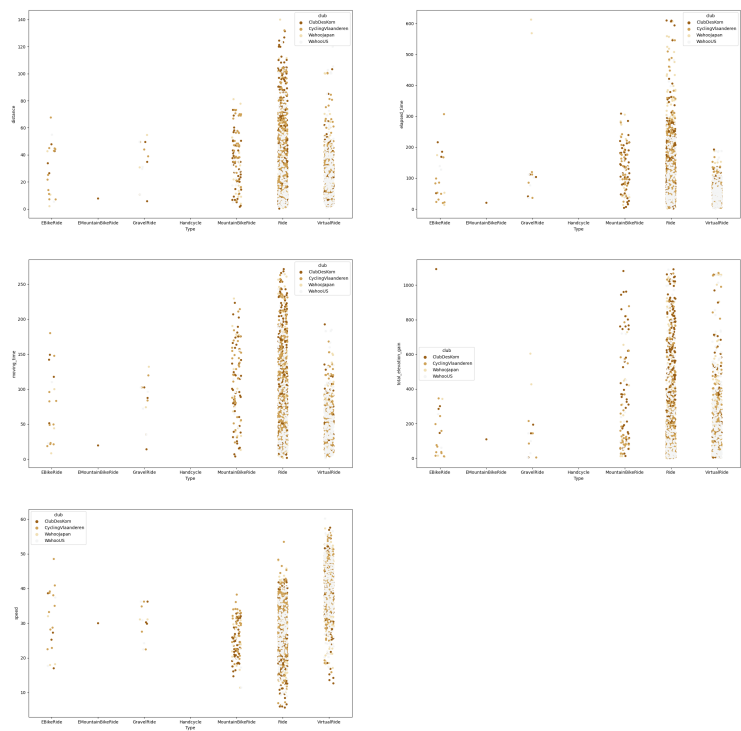 club
ClubDesKom
CyclingVlaanderen
WahooJapan
WahooUS
distance
140
120
100
80
60
40
20
0
EBikeRide EMountainBikeRide GravelRide Handcycle MountainBikeRide Ride VirtualRide
Type
club
ClubDesKom
CyclingVlaanderen
WahooJapan
WahooUS
elapsed_time
600
500
400
300
200
100
0
EBikeRide EMountainBikeRide GravelRide Handcycle MountainBikeRide Ride VirtualRide
Type
club
ClubDesKom
CyclingVlaanderen
WahooJapan
WahooUS
moving_time
250
200
150
100
50
0
EBikeRide EMountainBikeRide GravelRide Handcycle MountainBikeRide Ride VirtualRide
Type
club
ClubDesKom
CyclingVlaanderen
WahooJapan
WahooUS
total_elevation_gain
1000
800
600
400
200
0
EBikeRide EMountainBikeRide GravelRide Handcycle MountainBikeRide Ride VirtualRide
Type
club
ClubDesKom
CyclingVlaanderen
WahooJapan
WahooUS
speed
60
50
40
30
20
10
EBikeRide EMountainBikeRide GravelRide Handcycle MountainBikeRide Ride VirtualRide
Type